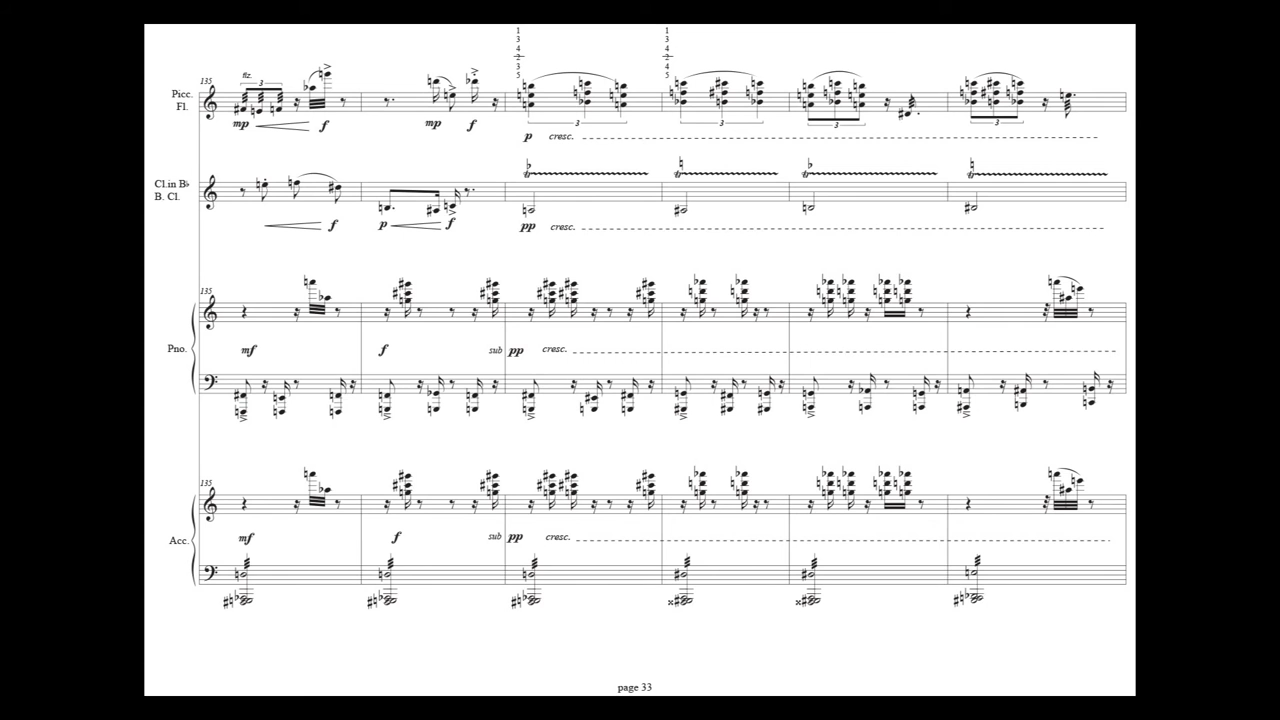 1 1
3 3
4 4
2 2
3 4
5 5
135 flz. 3
Picc.
Fl.
mp f mp f 3 3 3 3
p cresc.
Cl.in B♭
B. Cl.
f p f pp cresc.
135
Pno.
mf f sub pp cresc.
135
Acc.
mf f sub pp cresc.
page 33